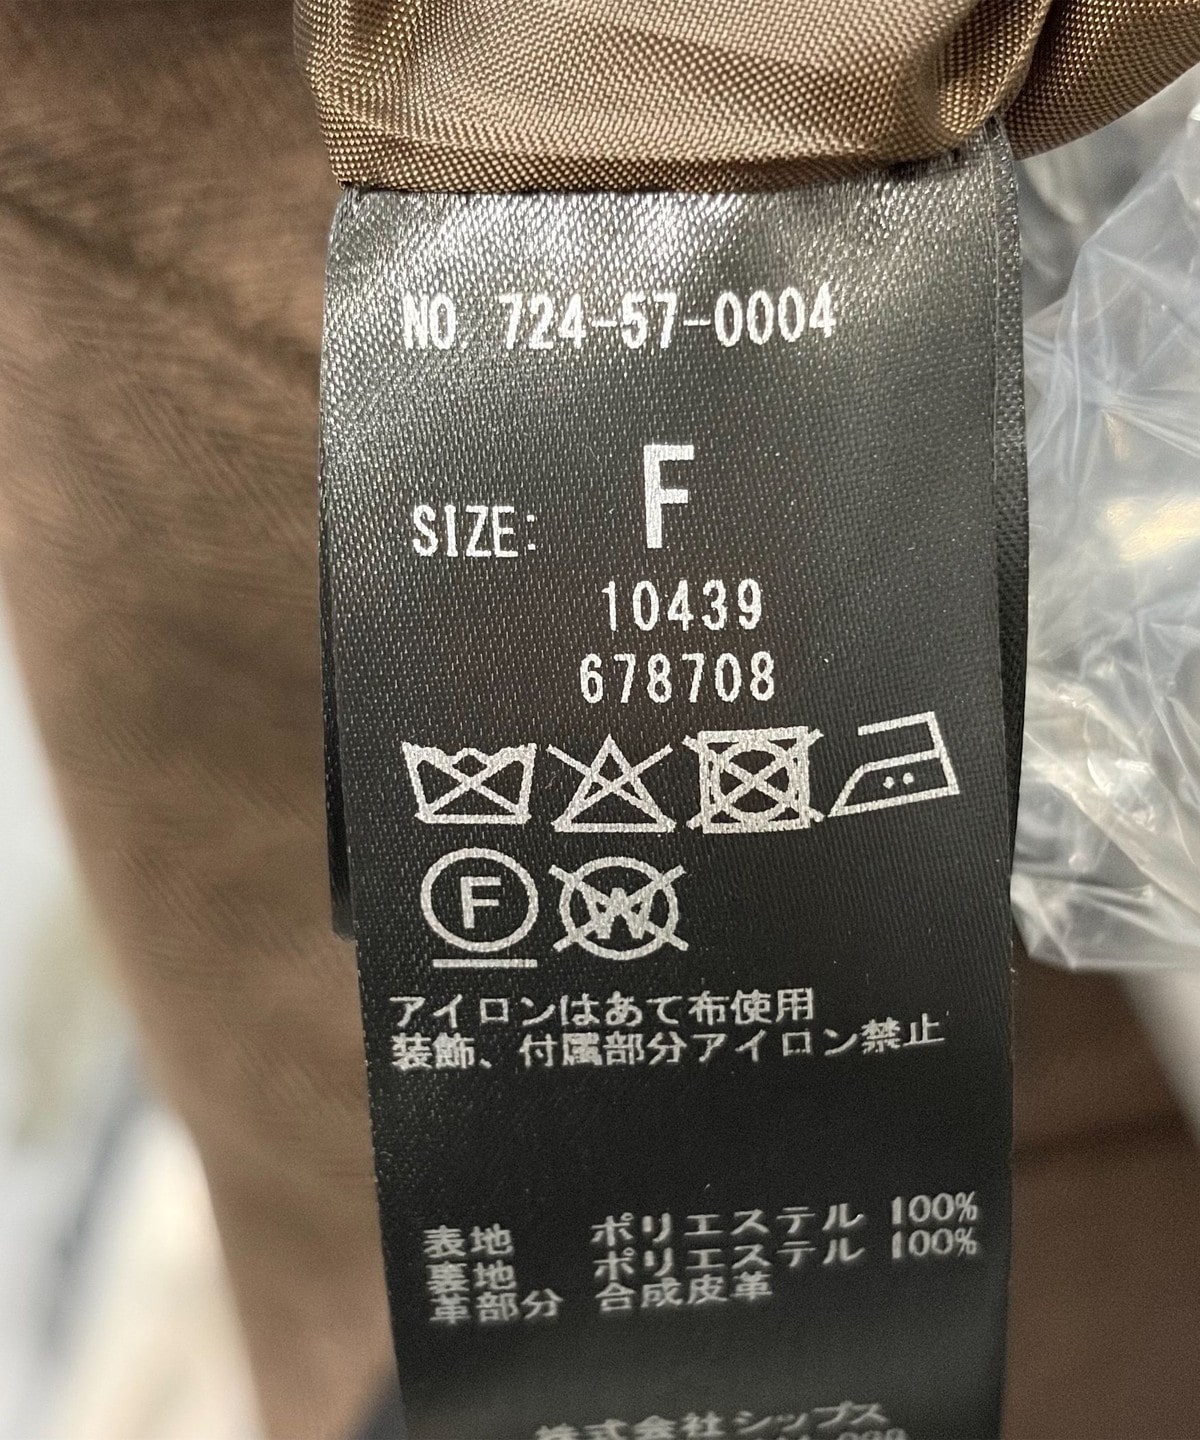 NO. 724-57-0004
SIZE: F
10439
678708
F
W
アイロンはあて布使用
装飾、付属部分アイロン禁止
表地 ポリエステル 100%
裏地 ポリエステル 100%
革部分 合成皮革
株式会社シップス